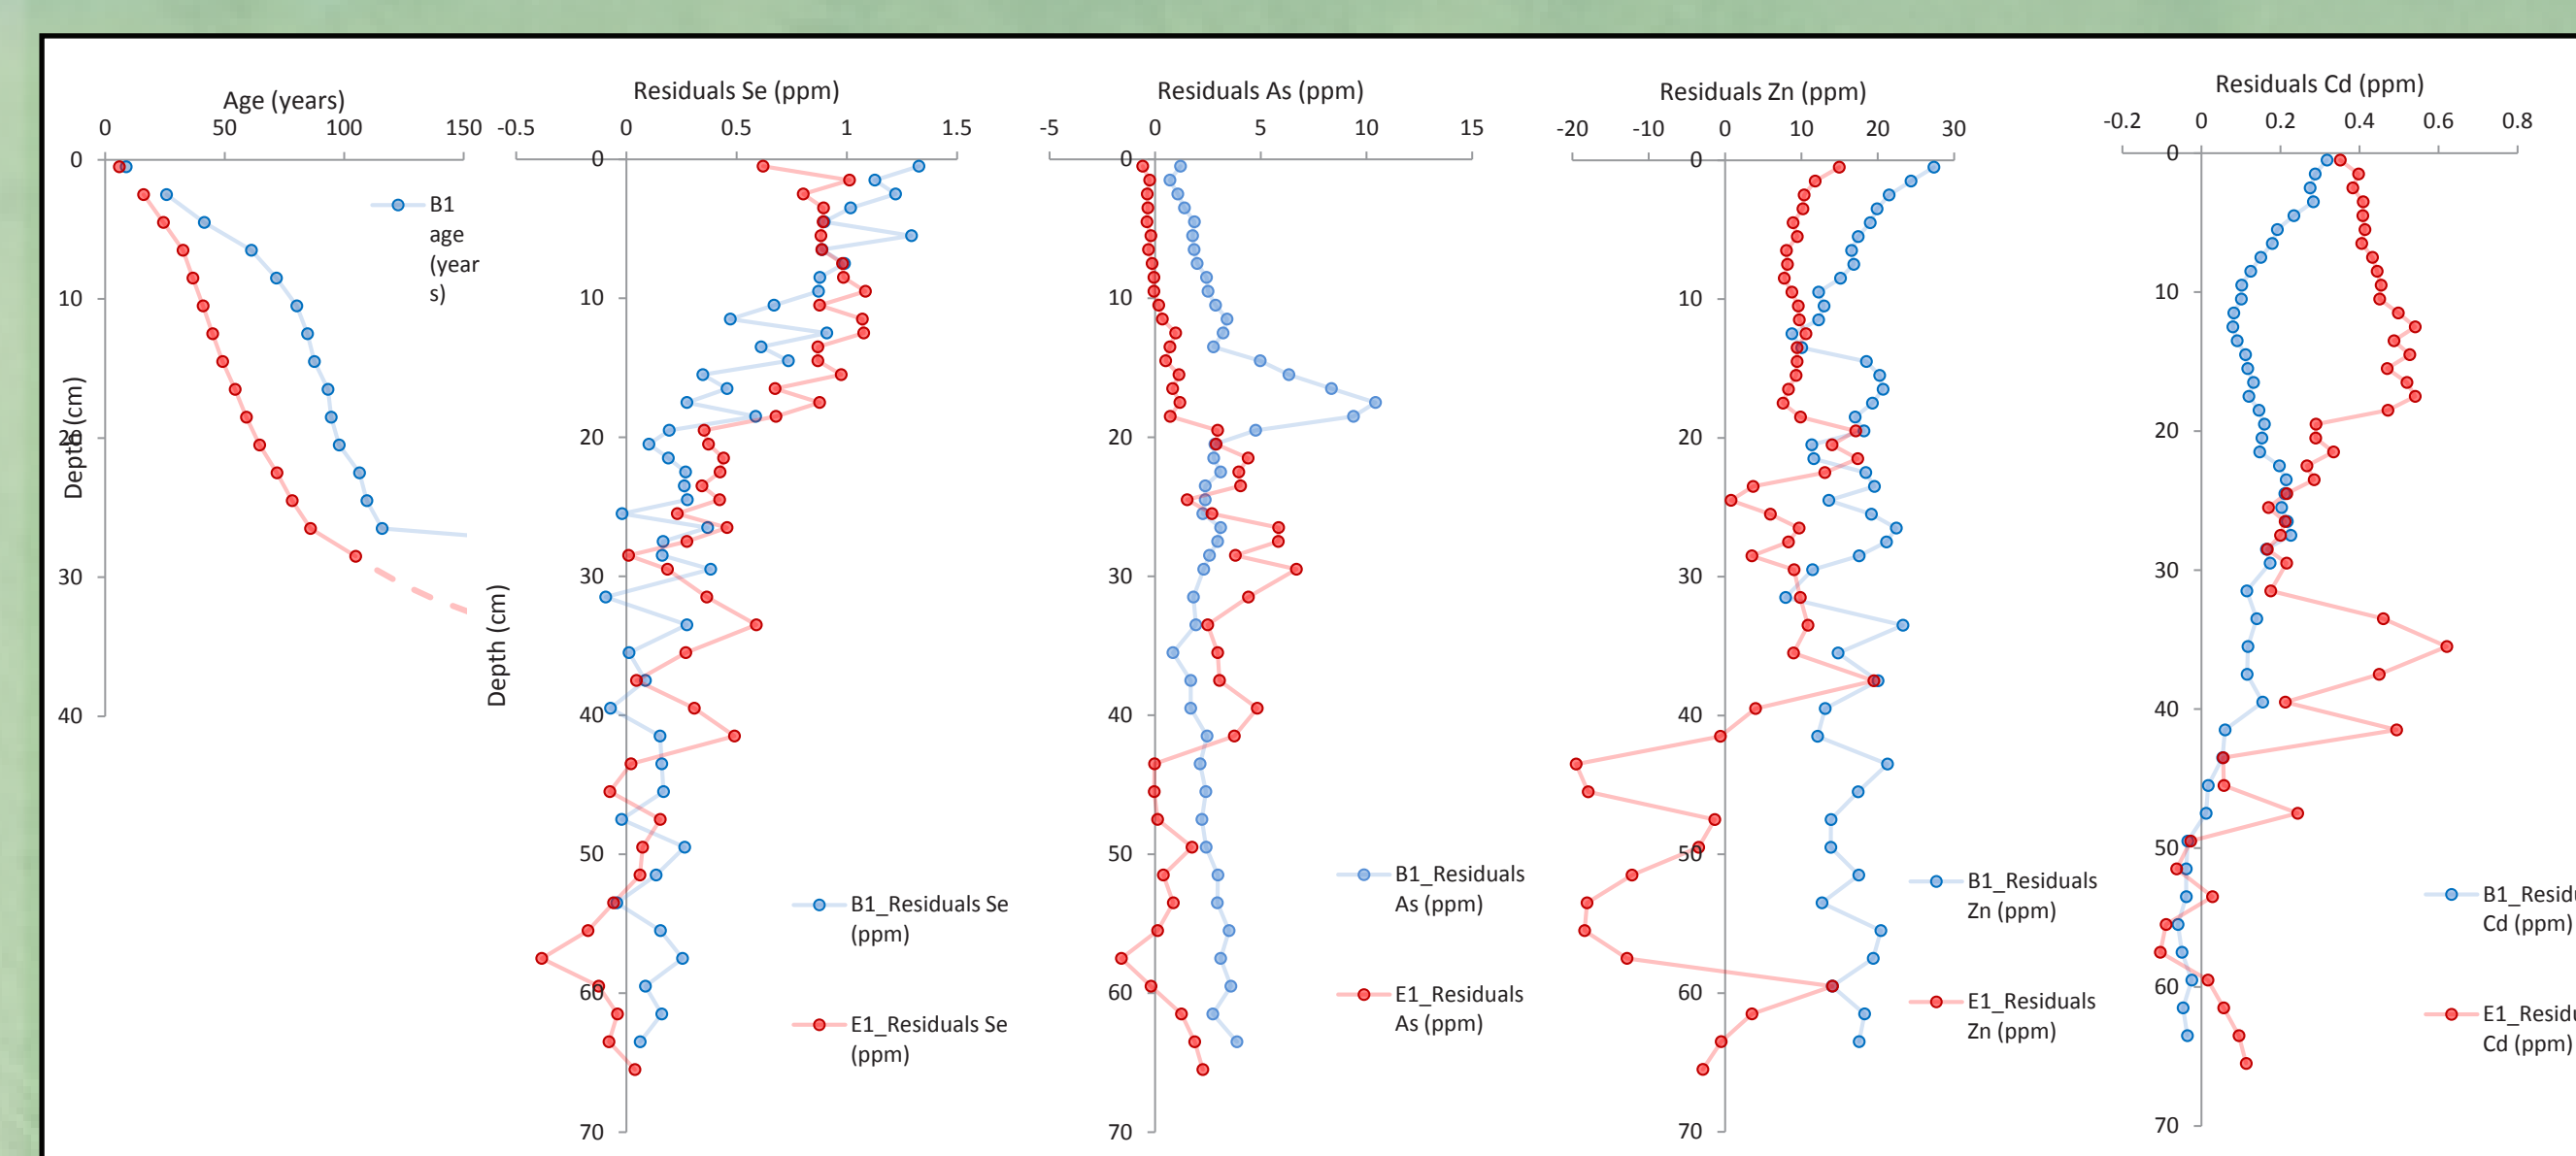 Age (years)
0 50 100 150
0
10
20
30
40
Depth (cm)
B1
age
(year
s)
Residuals Se (ppm)
-0.5 0 0.5 1 1.5
0
10
20
30
40
50
60
70
Depth (cm)
B1_Residuals Se
(ppm)
E1_Residuals Se
(ppm)
Residuals As (ppm)
-5 0 5 10 15
0
10
20
30
40
50
60
70
B1_Residuals
As (ppm)
E1_Residuals
As (ppm)
Residuals Zn (ppm)
-20 -10 0 10 20 30
0
10
20
30
40
50
60
70
B1_Residuals
Zn (ppm)
E1_Residuals
Zn (ppm)
Residuals Cd (ppm)
-0.2 0 0.2 0.4 0.6 0.8
0
10
20
30
40
50
60
70
B1_Resid
Cd (ppm)
E1_Resid
Cd (ppm)